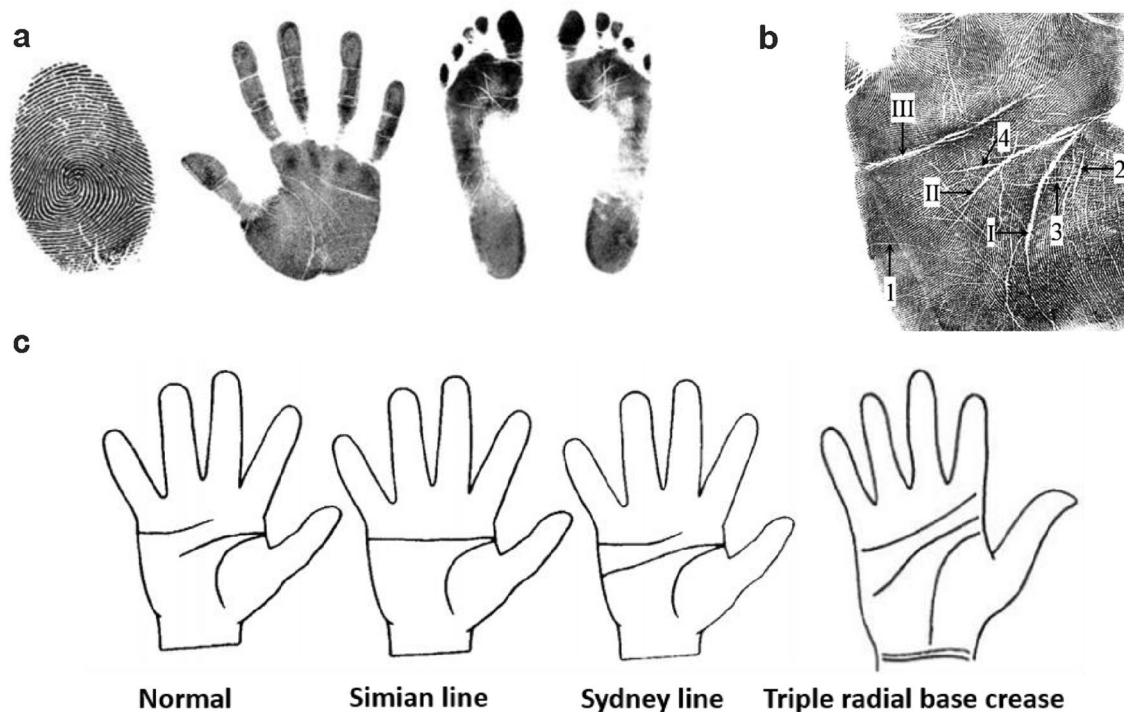 a
b
III
4
2
II
I
3
1
c
Normal
Simian line
Sydney line
Triple radial base crease